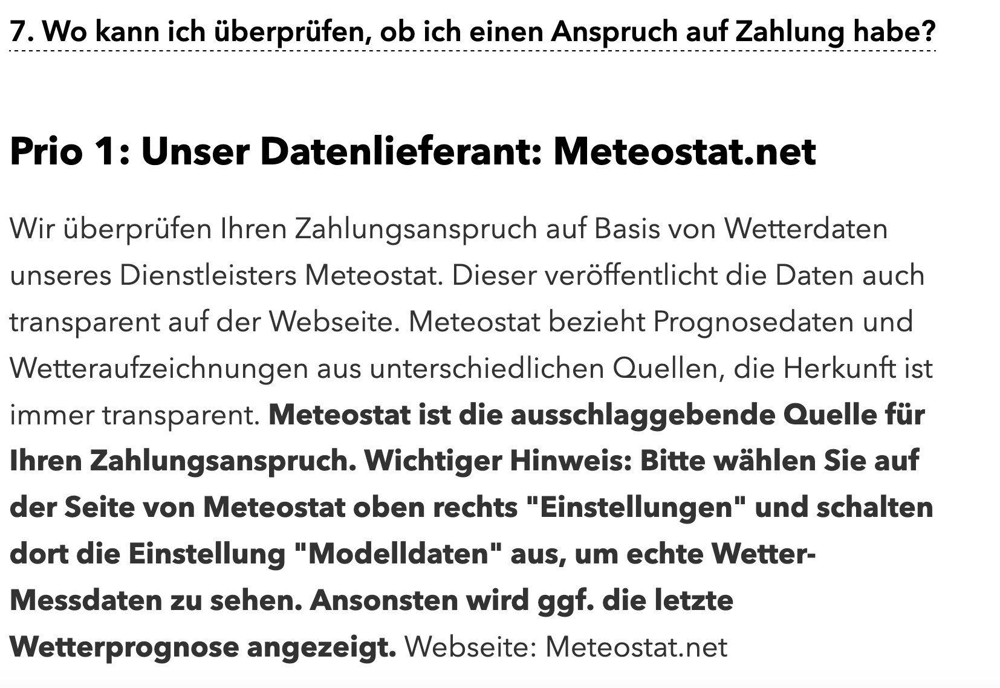 7. Wo kann ich überprüfen, ob ich einen Anspruch auf Zahlung habe?
Prio 1: Unser Datenlieferant: Meteostat.net
Wir überprüfen Ihren Zahlungsanspruch auf Basis von Wetterdaten
unseres Dienstleisters Meteostat. Dieser veröffentlicht die Daten auch
transparent auf der Webseite. Meteostat bezieht Prognosedaten und
Wetteraufzeichnungen aus unterschiedlichen Quellen, die Herkunft ist
immer transparent. Meteostat ist die ausschlaggebende Quelle für
Ihren Zahlungsanspruch. Wichtiger Hinweis: Bitte wählen Sie auf
der Seite von Meteostat oben rechts "Einstellungen" und schalten
dort die Einstellung "Modelldaten" aus, um echte Wetter-
Messdaten zu sehen. Ansonsten wird ggf. die letzte
Wetterprognose angezeigt. Webseite: Meteostat.net